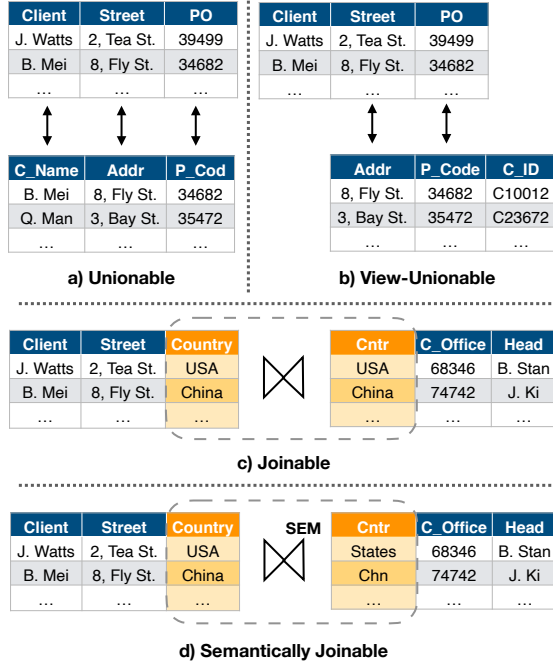 Client Street PO
J. Watts 2, Tea St. 39499
B. Mei 8, Fly St. 34682
... ... ...
C_Name Addr P_Cod
B. Mei 8, Fly St. 34682
Q. Man 3, Bay St. 35472
... ... ...
a) Unionable
Client Street PO
J. Watts 2, Tea St. 39499
B. Mei 8, Fly St. 34682
... ... ...
Addr P_Code C_ID
8, Fly St. 34682 C10012
3, Bay St. 35472 C23672
... ... ...
b) View-Unionable
Client Street Country
J. Watts 2, Tea St. USA
B. Mei 8, Fly St. China
... ... ...
Cntr C_Office Head
USA 68346 B. Stan
China 74742 J. Ki
... ... ...
c) Joinable
Client Street Country
J. Watts 2, Tea St. USA
B. Mei 8, Fly St. China
... ... ...
SEM
Cntr C_Office Head
States 68346 B. Stan
Chn 74742 J. Ki
... ... ...
d) Semantically Joinable